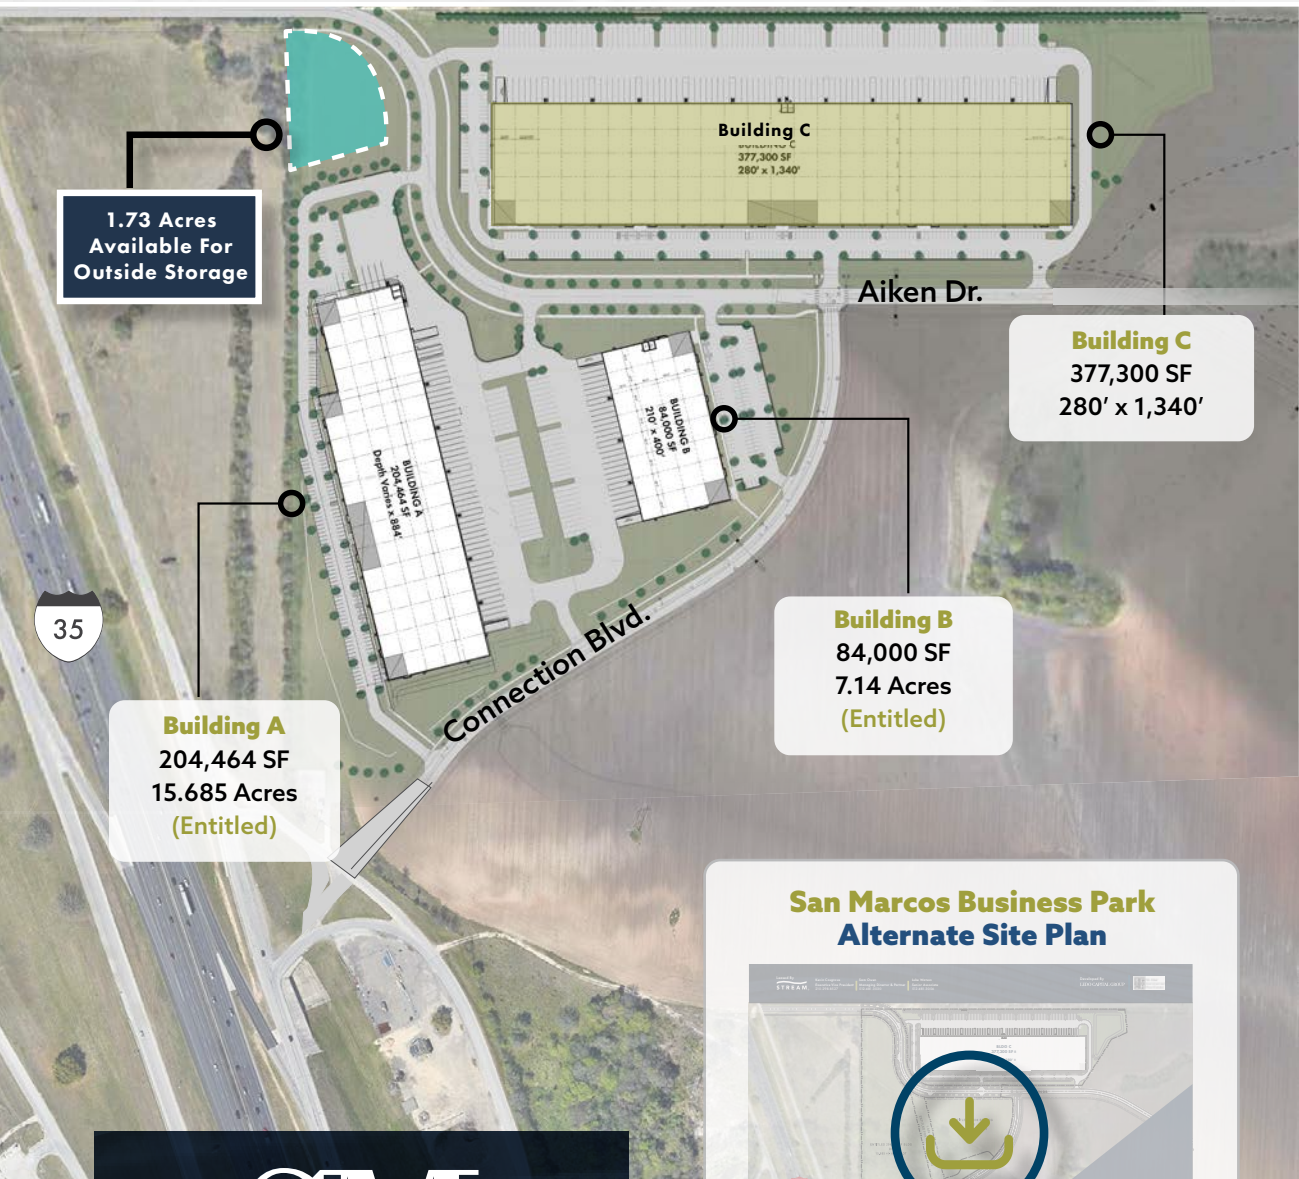 Building C
BUILDING C
377,300 SF
280' x 1,340'
1.73 Acres
Available For
Outside Storage
Aiken Dr.
Building C
377,300 SF
280' x 1,340'
BUILDING B
84,000 SF
210' x 400'
BUILDING A
204,464 SF
Depth Varies x 884'
35
Building B
84,000 SF
7.14 Acres
(Entitled)
Connection Blvd.
Building A
204,464 SF
15.685 Acres
(Entitled)
San Marcos Business Park
Alternate Site Plan
STREAM